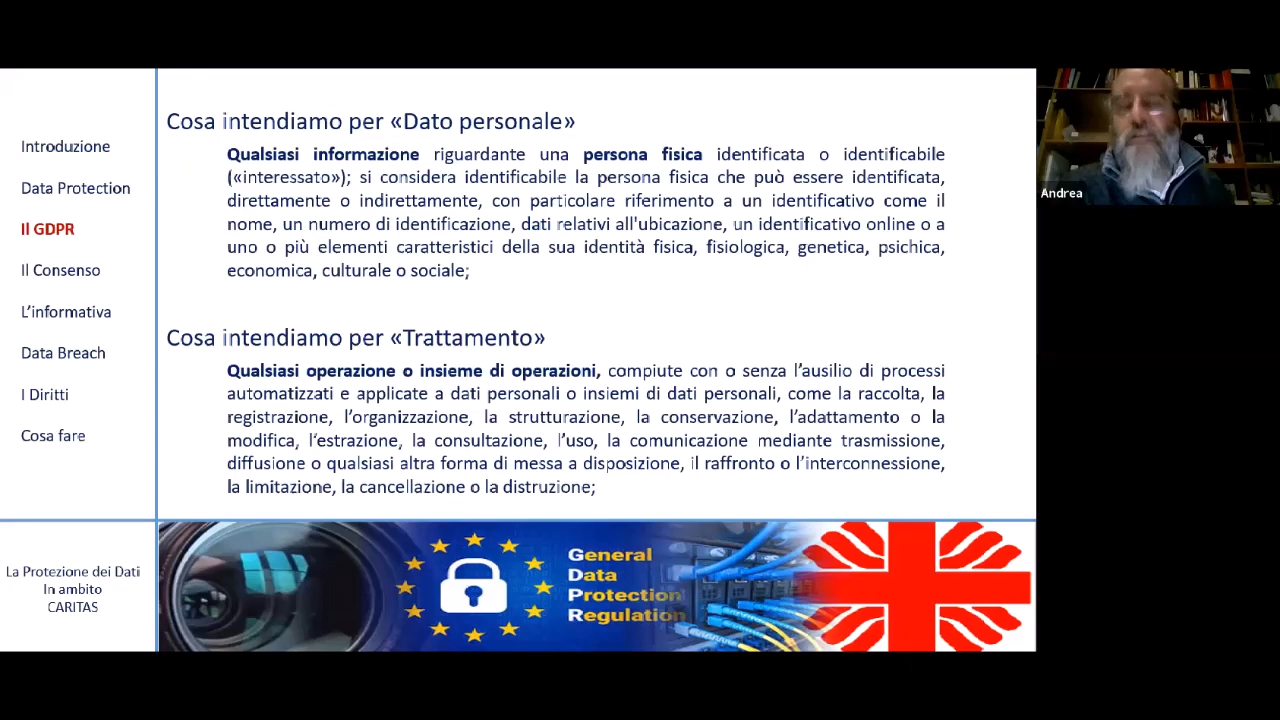 Introduzione
Data Protection
Il GDPR
Il Consenso
L’informativa
Data Breach
I Diritti
Cosa fare
La Protezione dei Dati
In ambito
CARITAS
Cosa intendiamo per «Dato personale»
Qualsiasi informazione riguardante una persona fisica identificata o identificabile
(«interessato»); si considera identificabile la persona fisica che può essere identificata,
direttamente o indirettamente, con particolare riferimento a un identificativo come il
nome, un numero di identificazione, dati relativi all'ubicazione, un identificativo online o a
uno o più elementi caratteristici della sua identità fisica, fisiologica, genetica, psichica,
economica, culturale o sociale;
Cosa intendiamo per «Trattamento»
Qualsiasi operazione o insieme di operazioni, compiute con o senza l’ausilio di processi
automatizzati e applicate a dati personali o insiemi di dati personali, come la raccolta, la
registrazione, l’organizzazione, la strutturazione, la conservazione, l’adattamento o la
modifica, l‘estrazione, la consultazione, l’uso, la comunicazione mediante trasmissione,
diffusione o qualsiasi altra forma di messa a disposizione, il raffronto o l’interconnessione,
la limitazione, la cancellazione o la distruzione;
General
Data
Protection
Regulation
Andrea